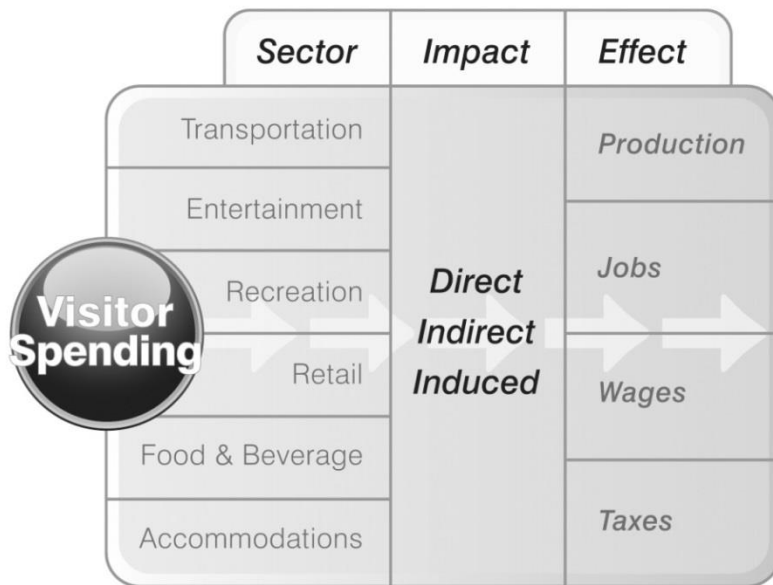 Sector Impact Effect
Transportation
Entertainment
Recreation
Retail
Food & Beverage
Accommodations
Visitor
Spending
Direct
Indirect
Induced
Production
Jobs
Wages
Taxes